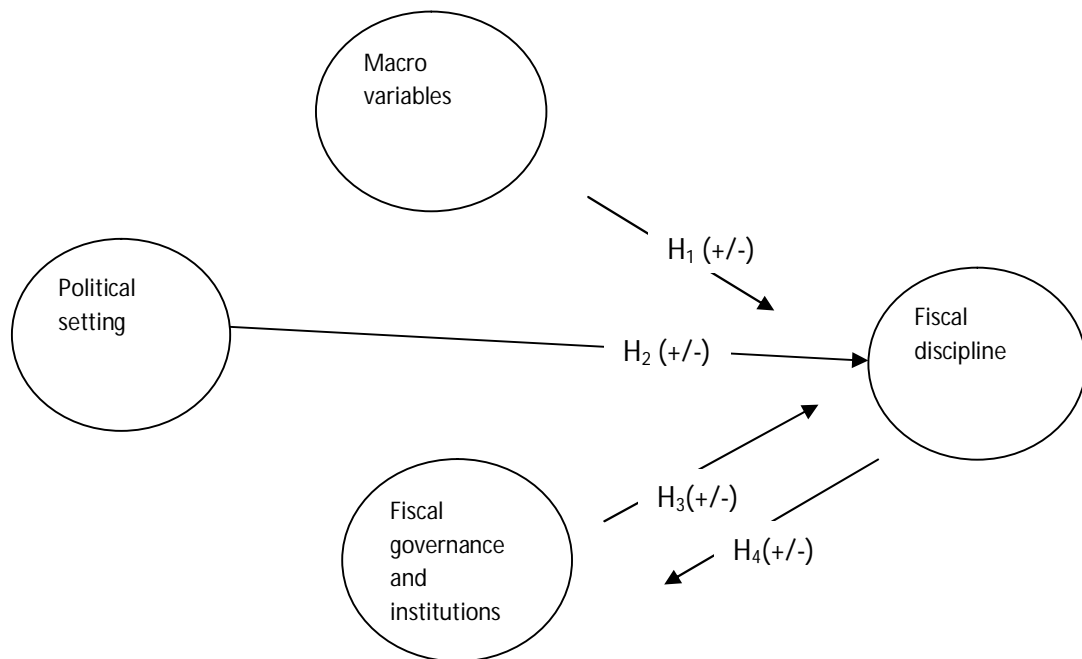 Macro
variables
H₁ (+/-)
Political
setting
H₂ (+/-)
Fiscal
discipline
H₃(+/-)
Fiscal
governance
and
institutions
H₄(+/-)